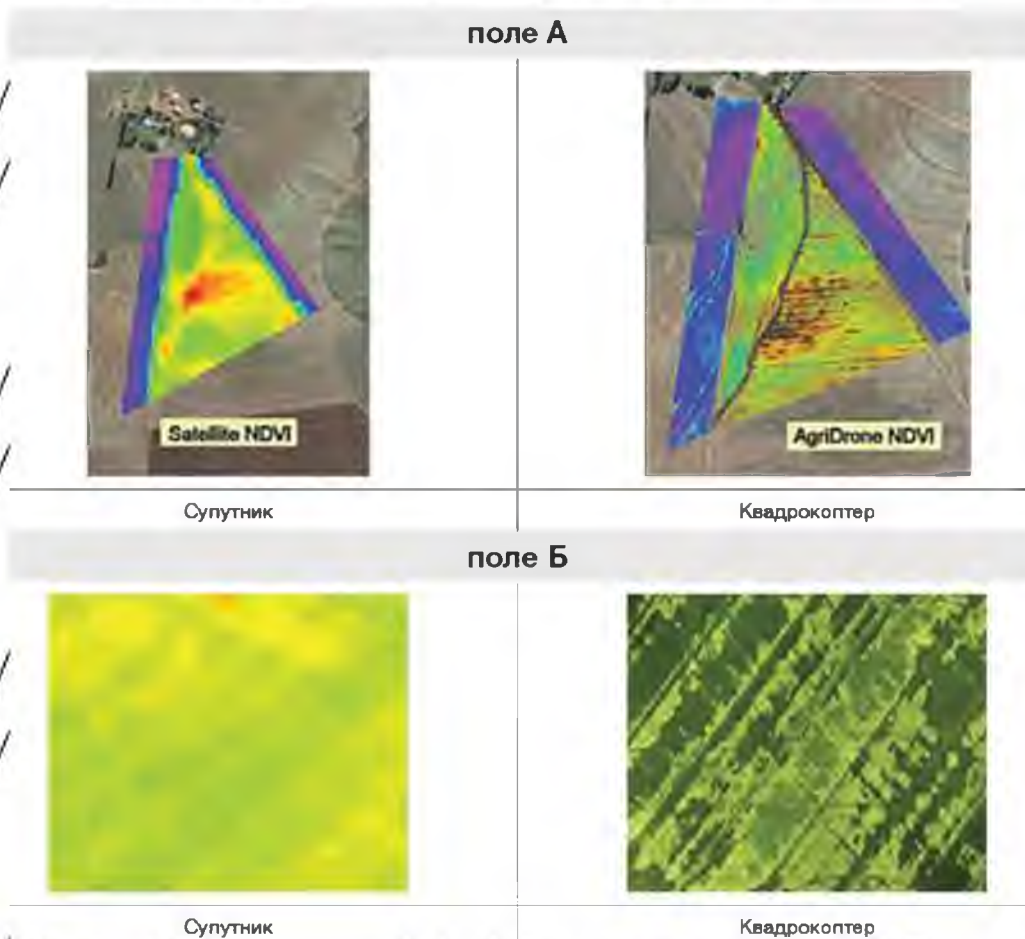 поле А
Satellite NDVI
AgriDrone NDVI
Супутник
Квадрокоптер
поле Б
Супутник
Квадрокоптер